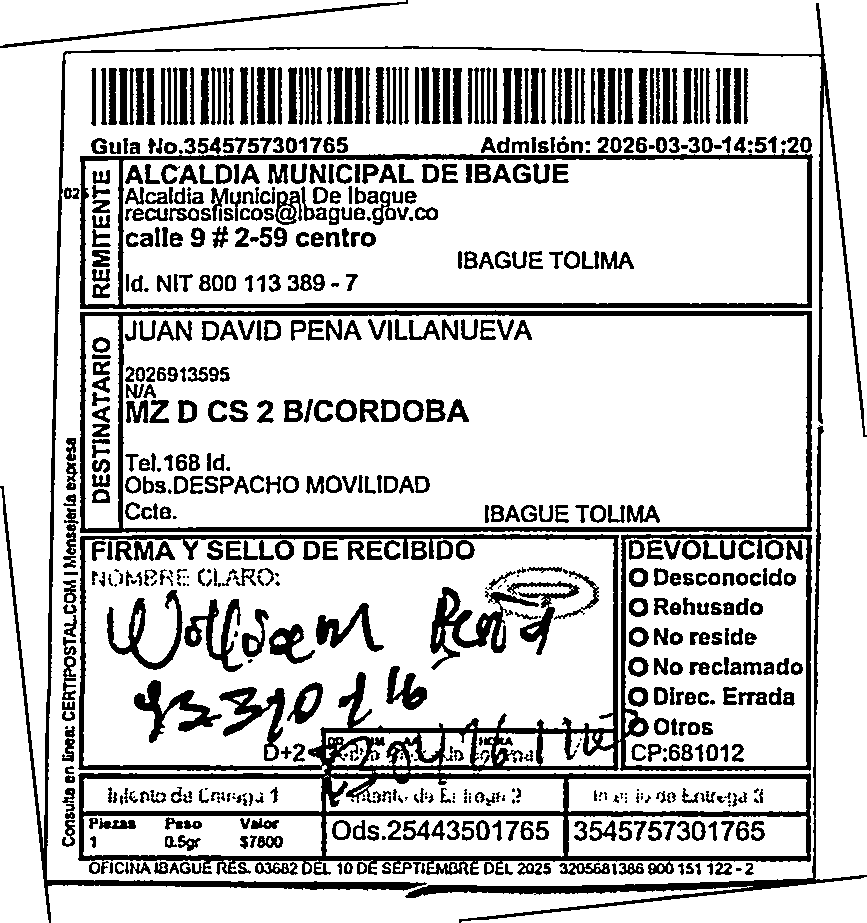 Guia No.3545757301765 Admisión: 2026-03-30-14:51:20
REMITENTE
ALCALDIA MUNICIPAL DE IBAGUE
Alcaldia Municipal De Ibague
recursosfisicos@ibague.gov.co
calle 9 # 2-59 centro
IBAGUE TOLIMA
Id. NIT 800 113 389 - 7
DESTINATARIO
JUAN DAVID PENA VILLANUEVA
2026913595
N/A
MZ D CS 2 B/CORDOBA
Tel.168 Id.
Obs.DESPACHO MOVILIDAD
Ccte.
IBAGUE TOLIMA
Consulta en linea: CERTIPOSTAL.COM | Mensajeria expresa
FIRMA Y SELLO DE RECIBIDO
NOMBRE CLARO:
Peña
D+2
DEVOLUCION
Desconocido
Rehusado
No reside
No reclamado
Direc. Errada
Otros
CP:681012
Intento de Entrega 1 Intento de Entrega 2 Intento de Entrega 3
Piezas Peso Valor
1 0.5gr $7800
Ods.25443501765 3545757301765
OFICINA IBAGUE RES. 03682 DEL 10 DE SEPTIEMBRE DEL 2025 3205681386 900 151 122 - 2